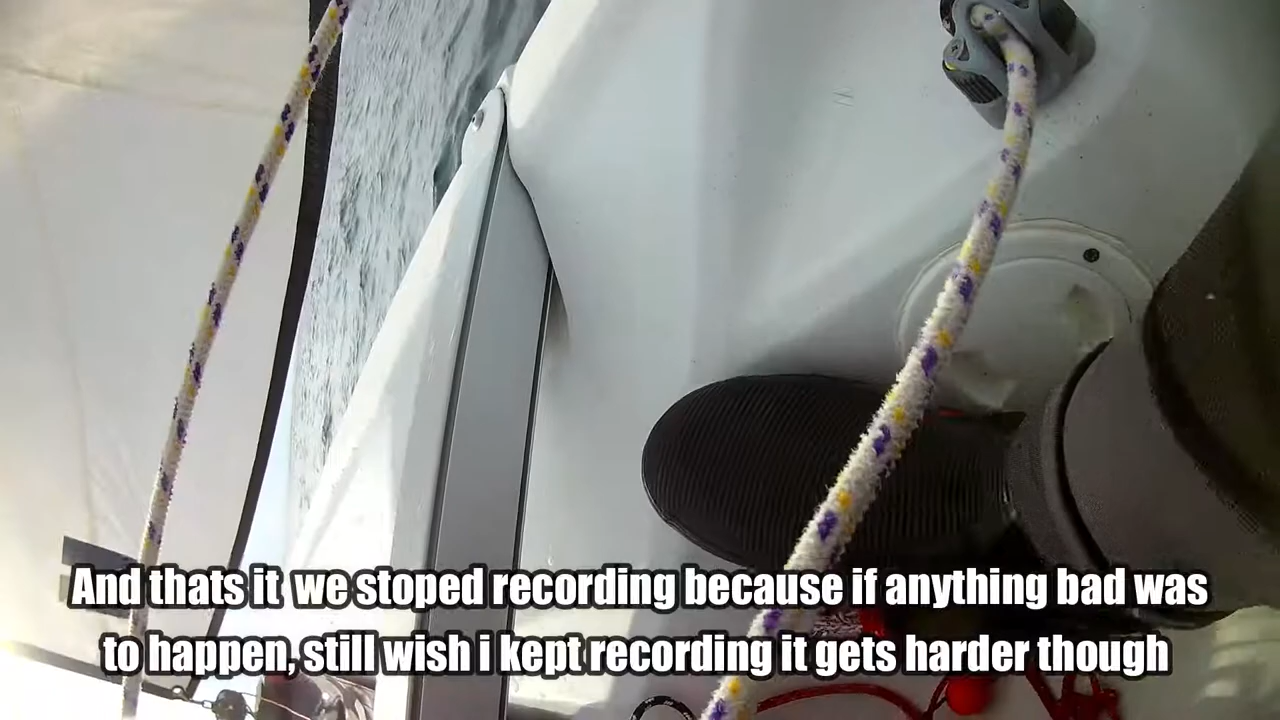 And thats it we stoped recording because if anything bad was
to happen, still wish i kept recording it gets harder though